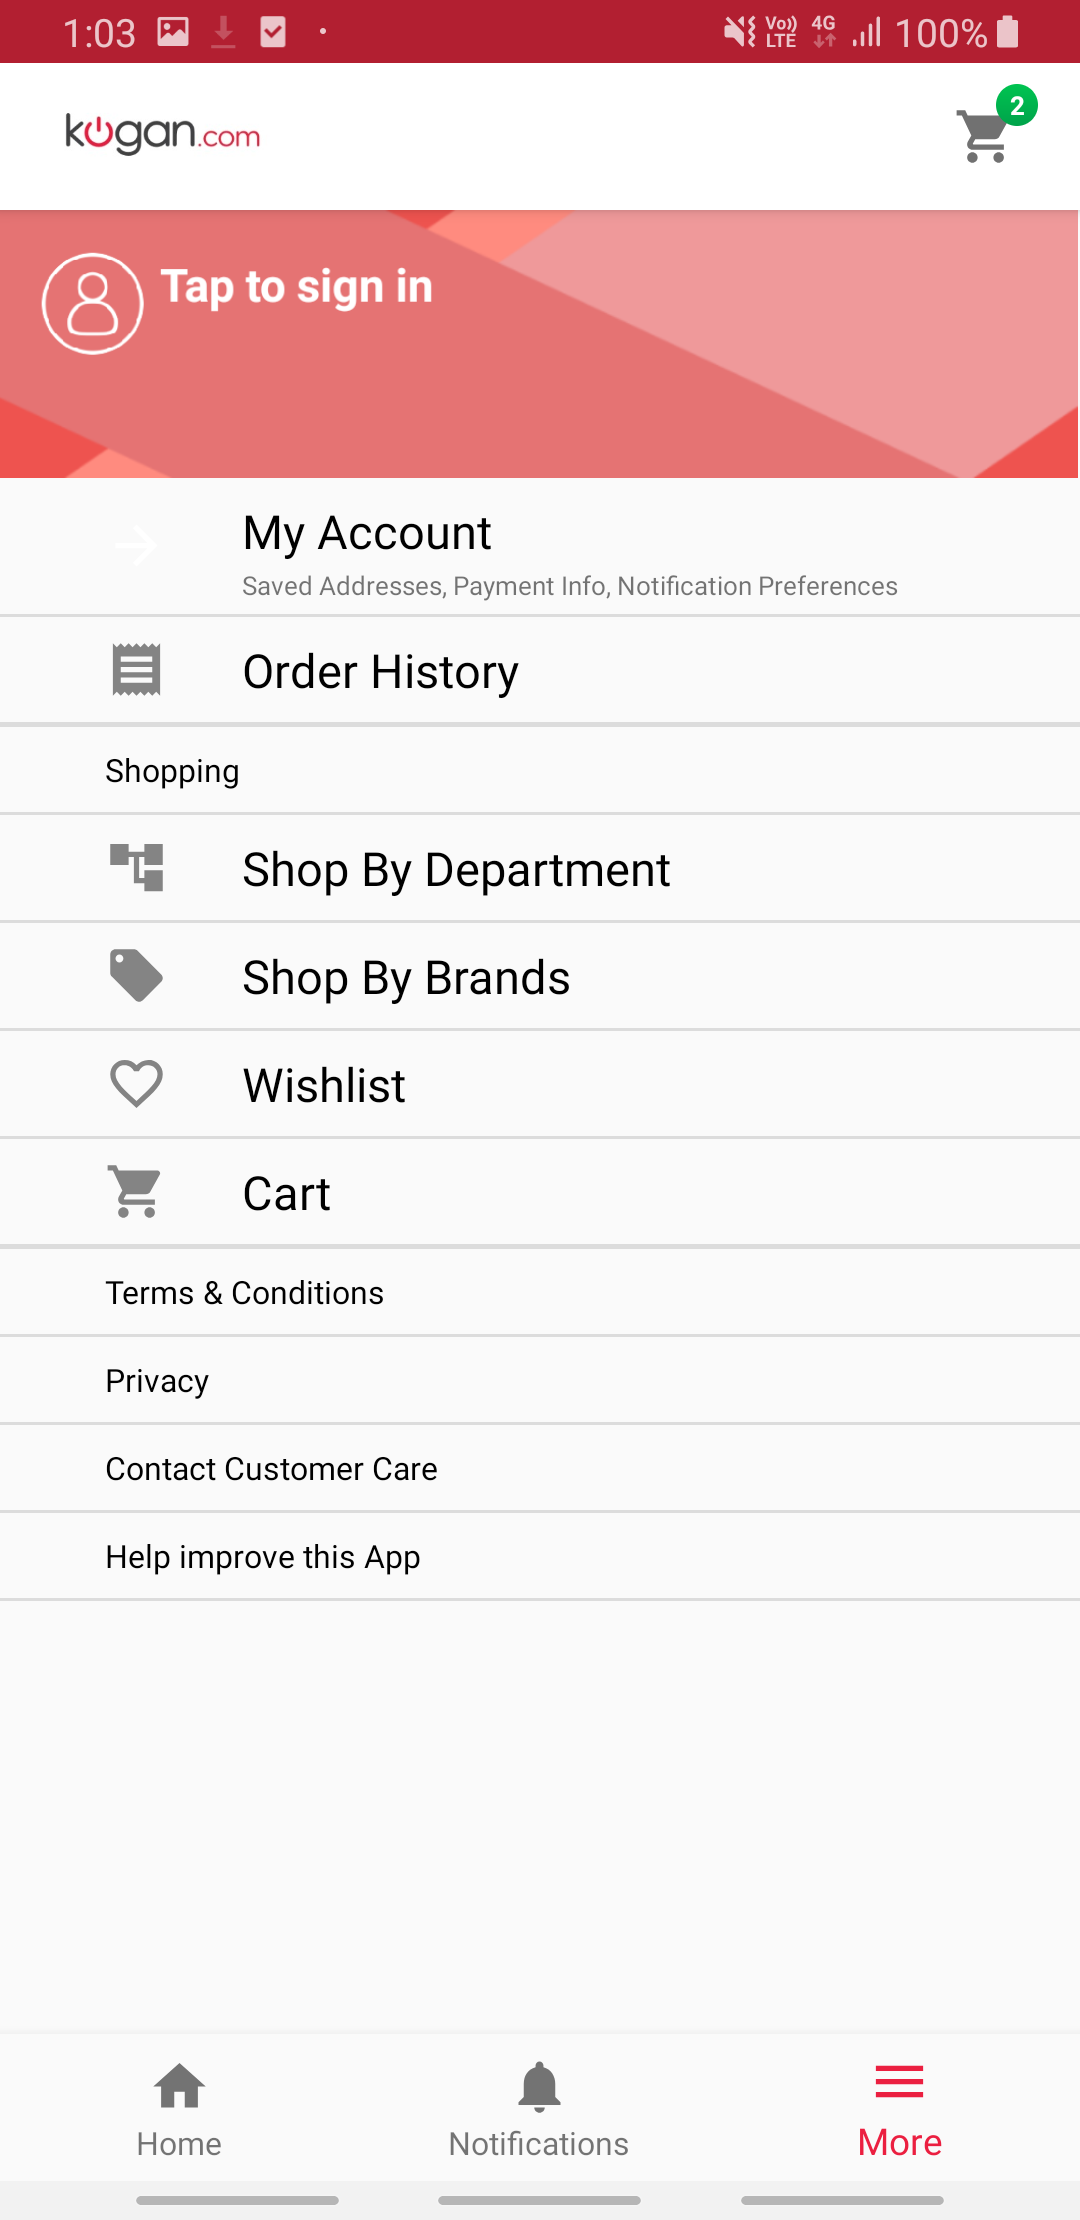 1:03 Vo)) LTE 4G 100%
kogan.com
2
Tap to sign in
My Account
Saved Addresses, Payment Info, Notification Preferences
Order History
Shopping
Shop By Department
Shop By Brands
Wishlist
Cart
Terms & Conditions
Privacy
Contact Customer Care
Help improve this App
Home Notifications More